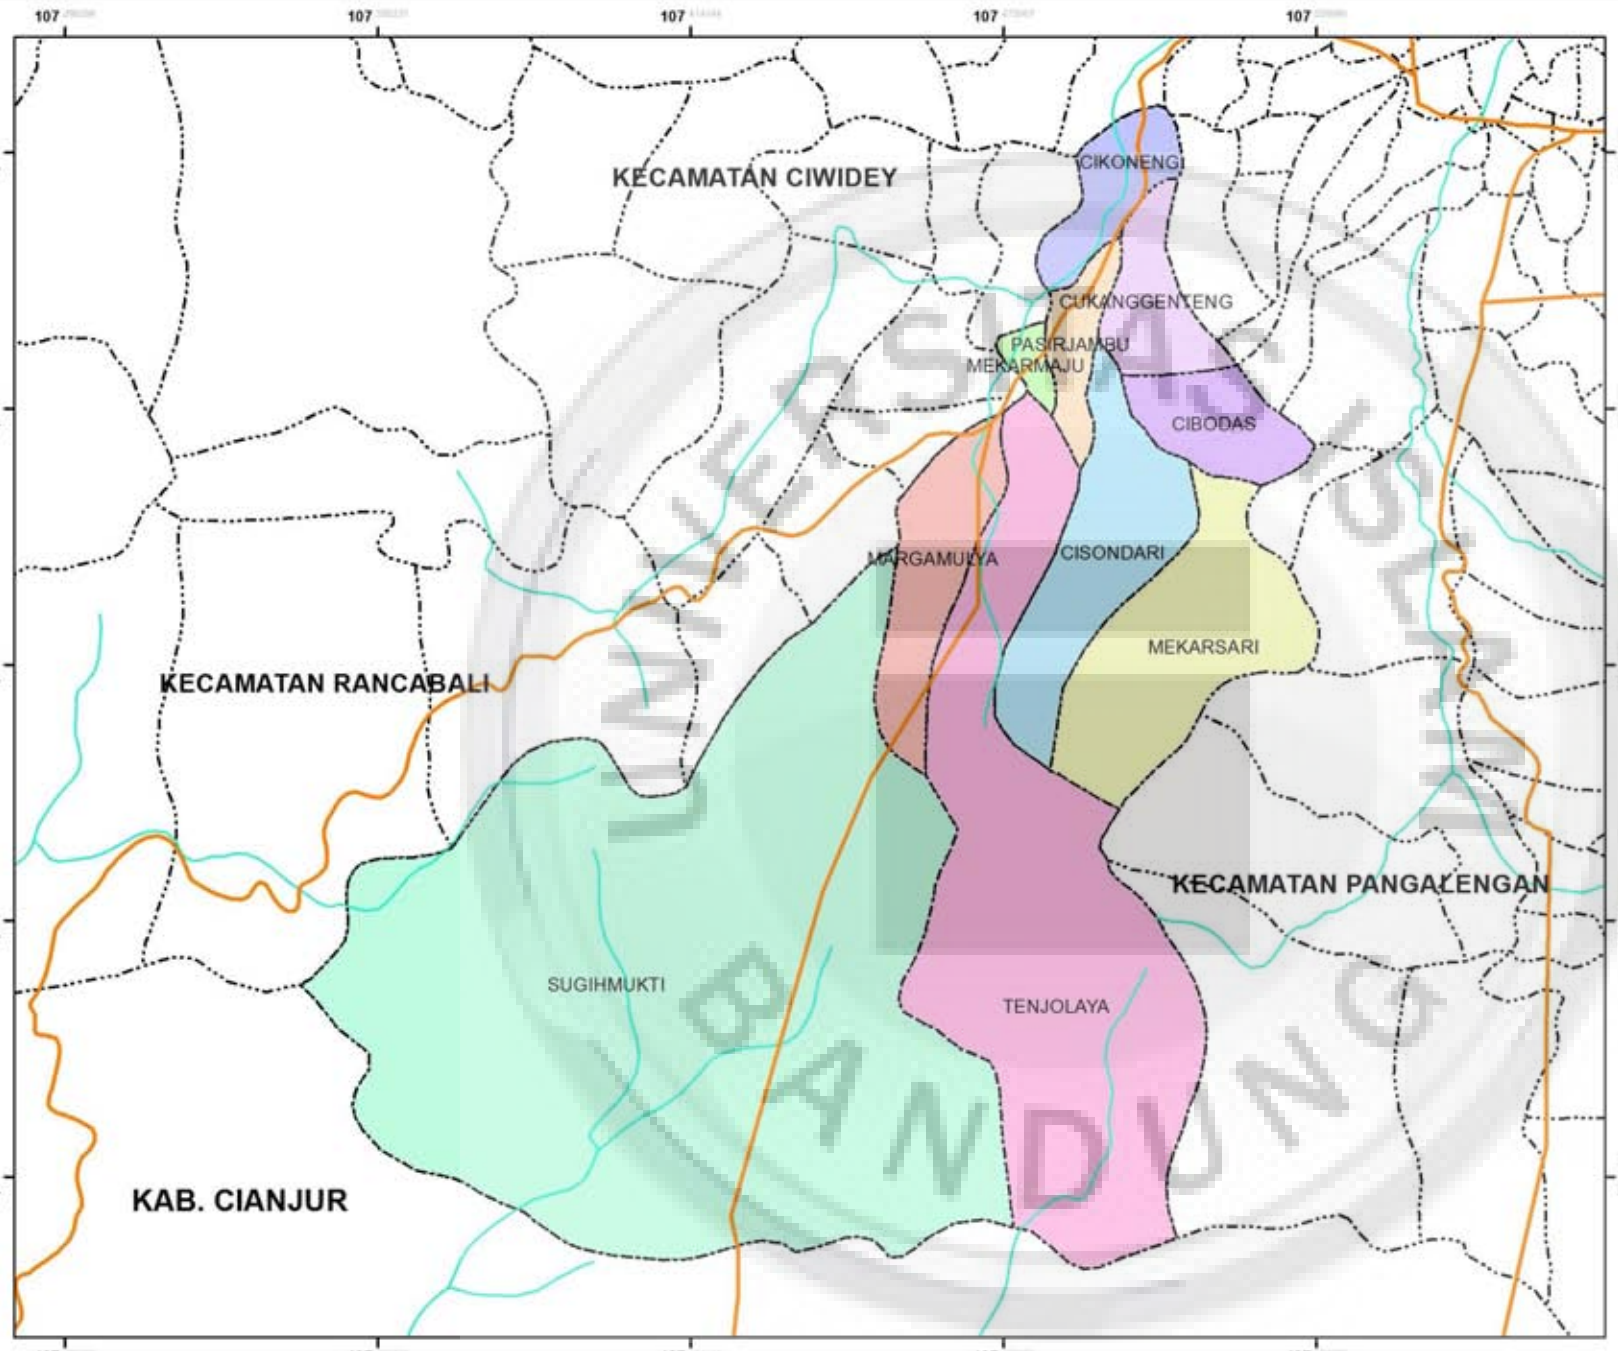 107
107
107
107
107
CIKONENG
KECAMATAN CIWIDEY
CUKANGGENTENG
PASIRJAMBU
MEKARMAJU
CIBODAS
MARGAMULYA
CISONDARI
MEKARSARI
KECAMATAN RANCABALI
KECAMATAN PANGALENGAN
SUGIHMUKTI
TENJOLAYA
KAB. CIANJUR
UNIVERSITAS ISLAM
BANDUNG